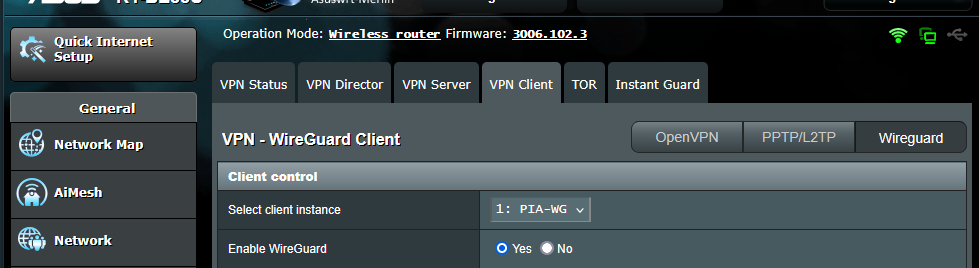 Asuswrt-Merlin
Quick Internet
Setup
Operation Mode: Wireless router Firmware: 3006.102.3
General
Network Map
AiMesh
Network
VPN Status VPN Director VPN Server VPN Client TOR Instant Guard
VPN - WireGuard Client
OpenVPN PPTP/L2TP Wireguard
Client control
Select client instance 1: PIA-WG
Enable WireGuard Yes No